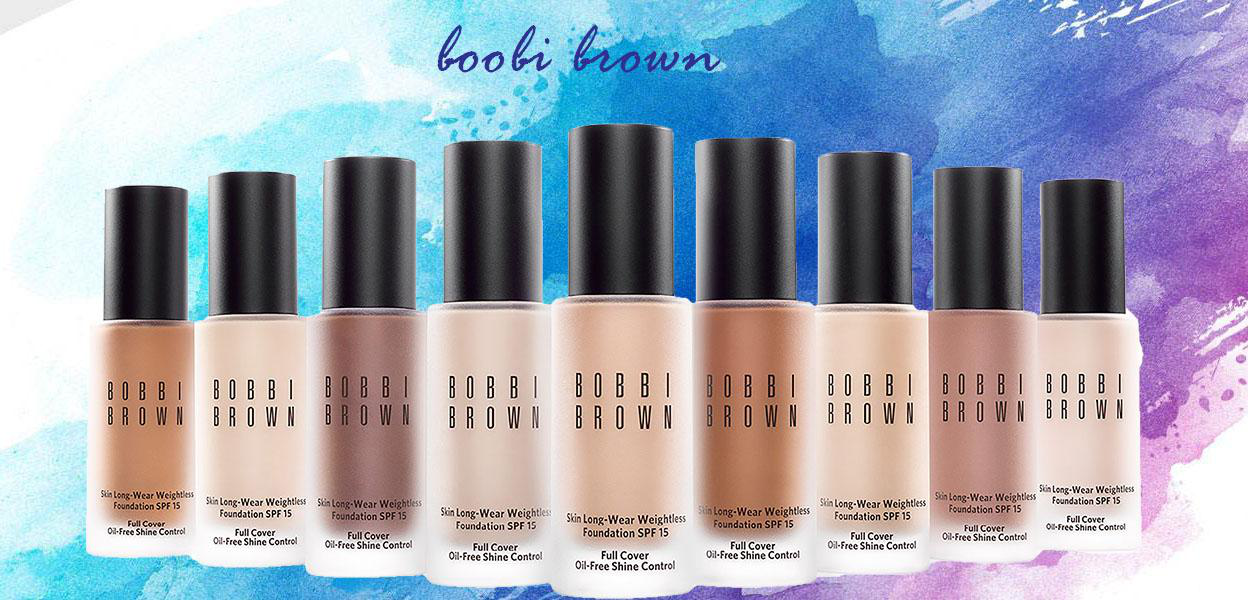 boobi brown
BOBBI
BROWN
Skin Long-Wear Weightless
Foundation SPF 15
Full Cover
Oil-Free Shine Control
BOBBI
BROWN
Skin Long-Wear Weightless
Foundation SPF 15
Full Cover
Oil-Free Shine Control
BOBBI
BROWN
Skin Long-Wear Weightless
Foundation SPF 15
Full Cover
Oil-Free Shine Control
BOBBI
BROWN
Skin Long-Wear Weightless
Foundation SPF 15
Full Cover
Oil-Free Shine Control
BOBBI
BROWN
Skin Long-Wear Weightless
Foundation SPF 15
Full Cover
Oil-Free Shine Control
BOBBI
BROWN
Skin Long-Wear Weightless
Foundation SPF 15
Full Cover
Oil-Free Shine Control
BOBBI
BROWN
Skin Long-Wear Weightless
Foundation SPF 15
Full Cover
Oil-Free Shine Control
BOBBI
BROWN
Skin Long-Wear Weightless
Foundation SPF 15
Full Cover
Oil-Free Shine Control
BOBBI
BROWN
Skin Long-Wear Weightless
Foundation SPF 15
Full Cover
Oil-Free Shine Control